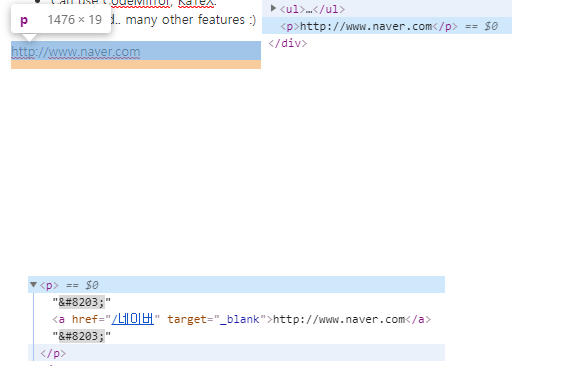 Can use CodeMirror, KaTeX.
p 1476 × 19
d.. many other features :)
http://www.naver.com
<ul>…</ul>
<p>http://www.naver.com</p> == $0
</div>
<p> == $0
"&#8203;"
<a href="/네이버" target="_blank">http://www.naver.com</a>
"&#8203;"
</p>